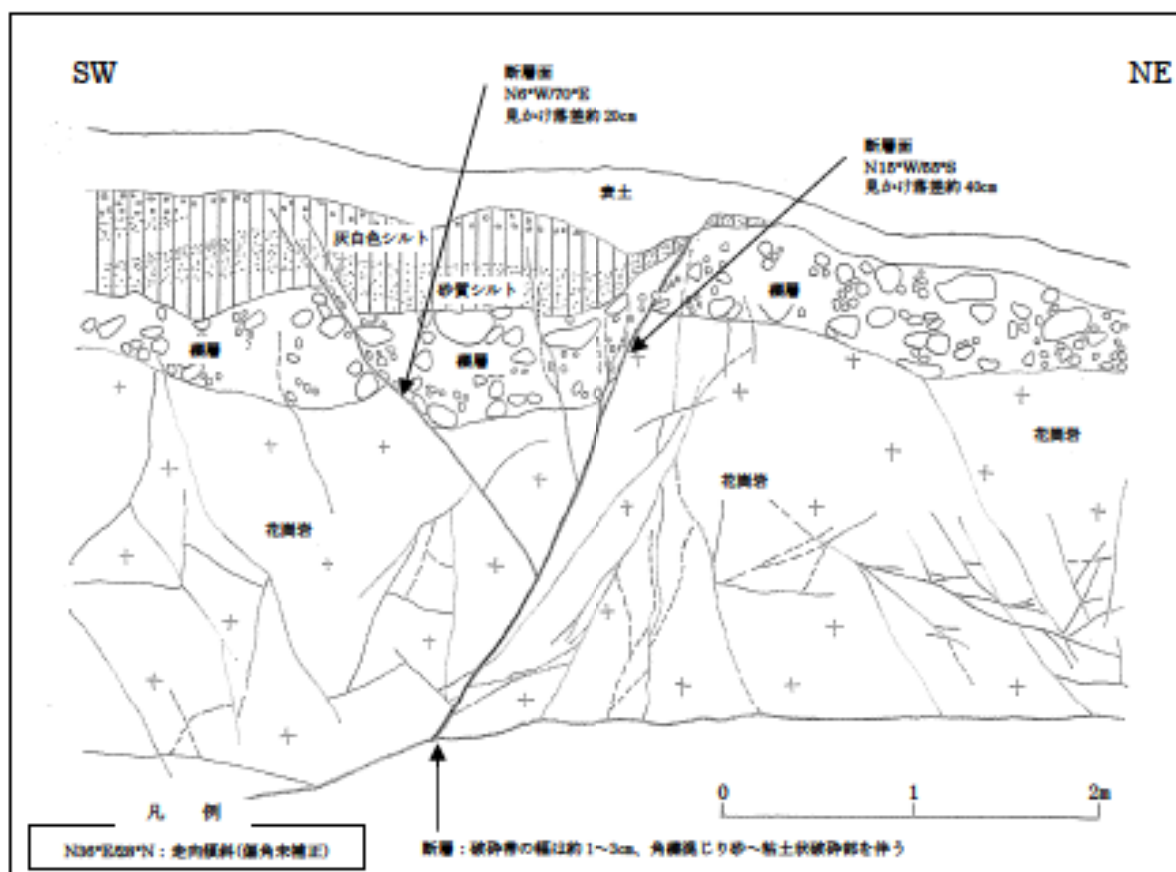 SW
NE
断層面
N6°W/70°E
見かけ落差約20cm
断層面
N15°W/55°S
見かけ落差約40cm
表土
灰白色シルト
砂質シルト
礫層
礫層
礫層
花崗岩
花崗岩
花崗岩
凡 例
N36°E/28°N：走向傾斜(偏角未補正)
0 1 2m
断層：破砕帯の幅は約1～3cm、角礫混じり砂～粘土状破砕部を伴う